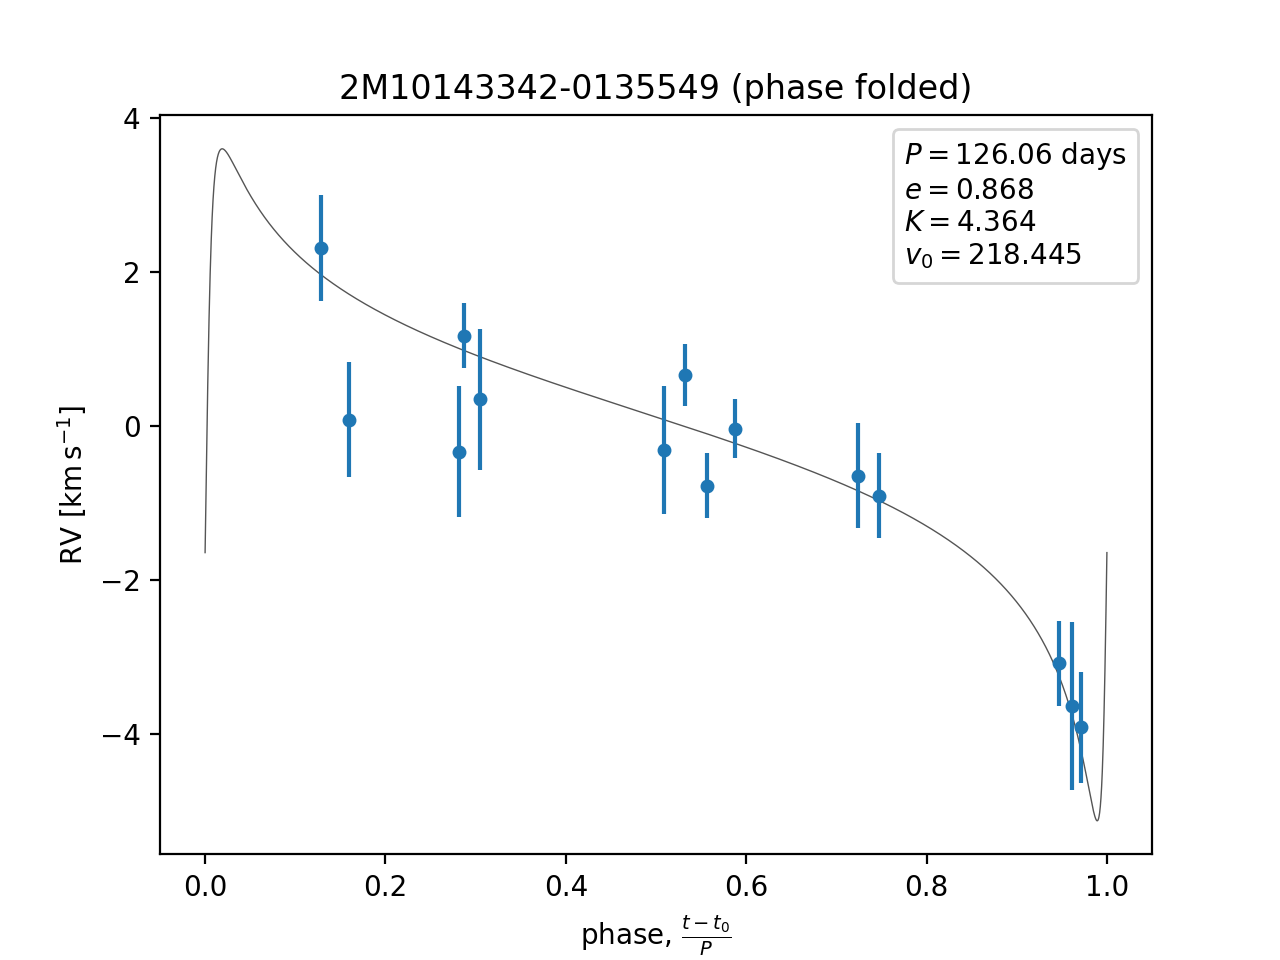 2M10143342-0135549 (phase folded)
P = 126.06 days
e = 0.868
K = 4.364
v₀ = 218.445
4
2
0
−2
−4
RV [km s⁻¹]
0.0 0.2 0.4 0.6 0.8 1.0
phase, (t − t₀)/P